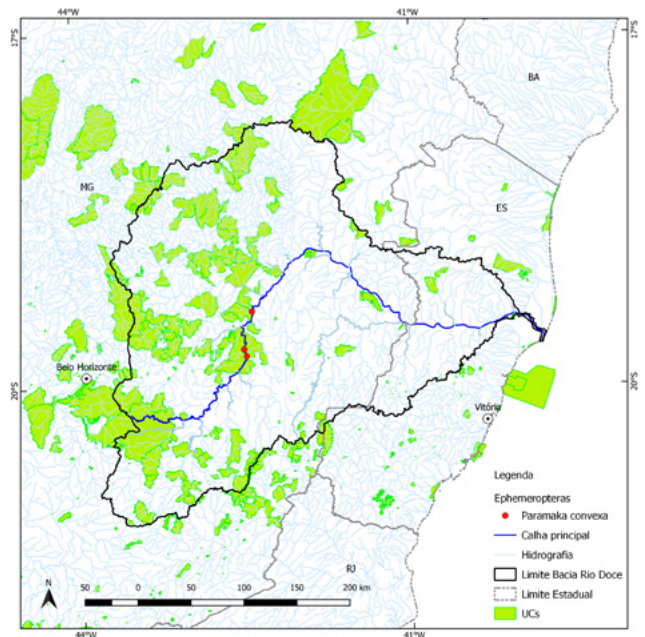 44°W
41°W
17°S
17°S
BA
MG
ES
Belo Horizonte
20°S
20°S
Vitória
Legenda
Ephemeropteras
Paramaka convexa
Calha principal
Hidrografia
Limite Bacia Rio Doce
Limite Estadual
UCs
RJ
N
50 0 50 100 150 200 km
44°W
41°W